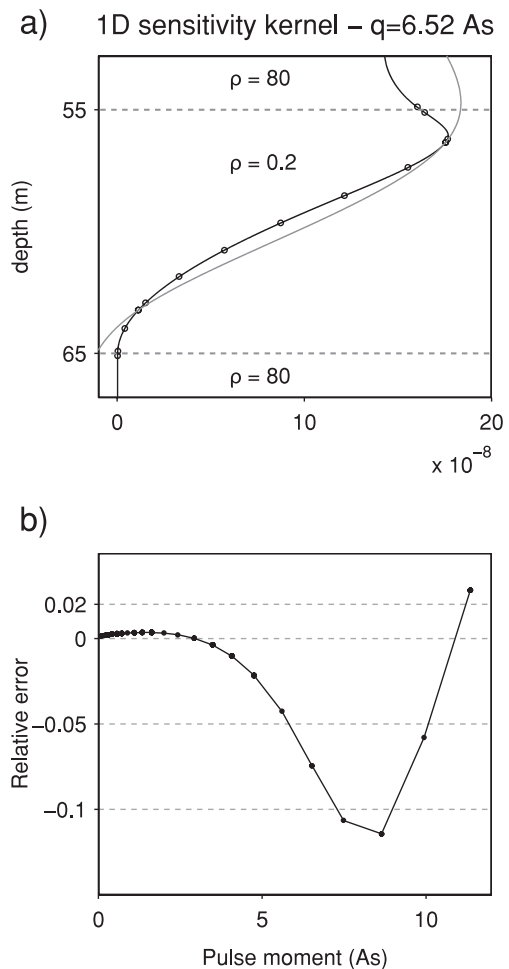 a) 1D sensitivity kernel – q=6.52 As
ρ = 80
55
ρ = 0.2
depth (m)
65
ρ = 80
0 10 20
x 10⁻⁸
b)
0.02
0
Relative error
−0.05
−0.1
0 5 10
Pulse moment (As)